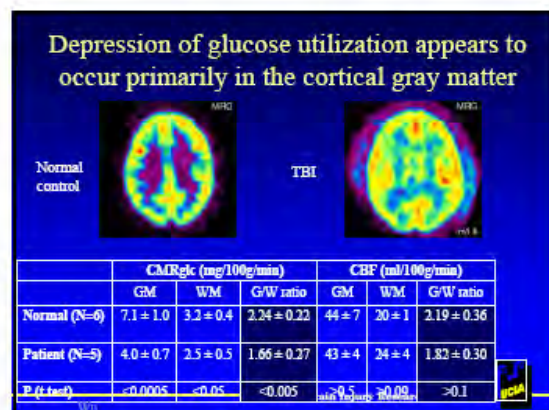 Depression of glucose utilization appears to
occur primarily in the cortical gray matter
MRG
MRG
Normal
control
TBI
CMRglc (mg/100g/min) CBF (ml/100g/min)
GM WM G/W ratio GM WM G/W ratio
Normal (N=6) 7.1 ± 1.0 3.2 ± 0.4 2.24 ± 0.22 44 ± 7 20 ± 1 2.19 ± 0.36
Patient (N=5) 4.0 ± 0.7 2.5 ± 0.5 1.66 ± 0.27 43 ± 4 24 ± 4 1.82 ± 0.30
P (t test) <0.0005 <0.05 <0.005 >0.5 >0.09 >0.1
Injury
UCLA